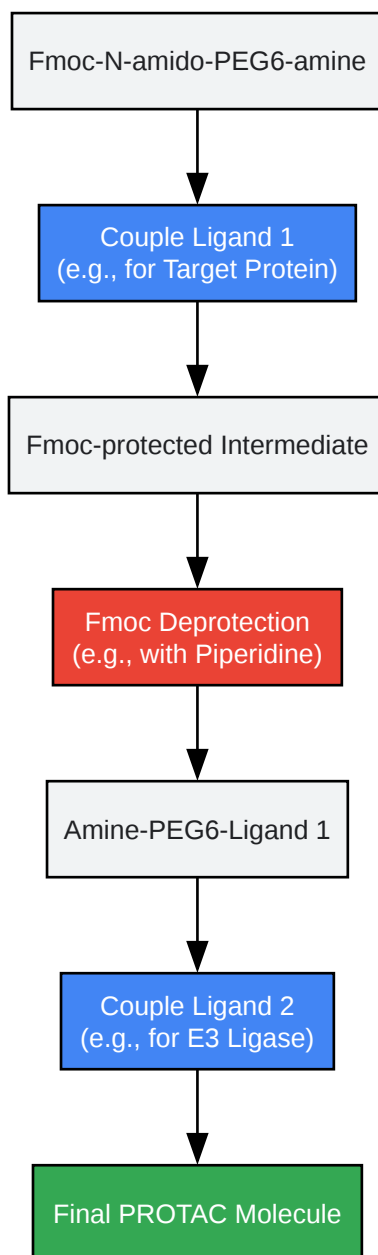 Fmoc-N-amido-PEG6-amine
Couple Ligand 1
(e.g., for Target Protein)
Fmoc-protected Intermediate
Fmoc Deprotection
(e.g., with Piperidine)
Amine-PEG6-Ligand 1
Couple Ligand 2
(e.g., for E3 Ligase)
Final PROTAC Molecule